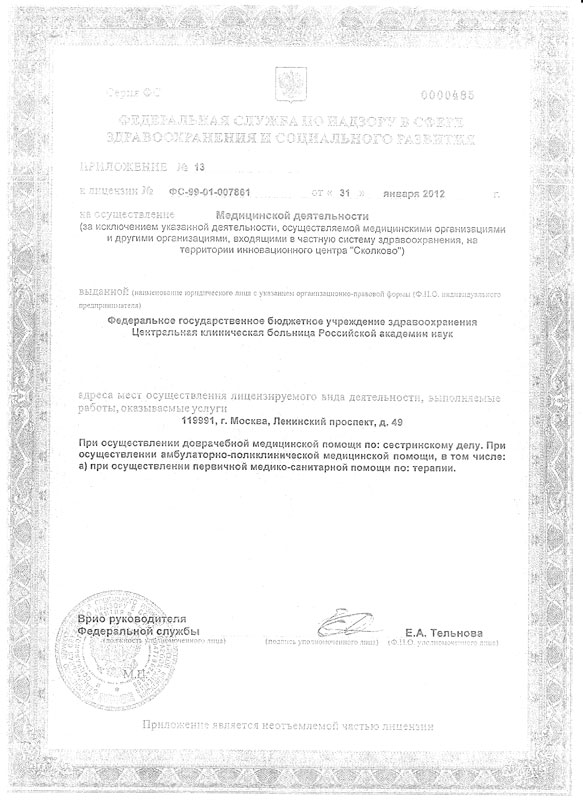 Серия ФС 0000485
ФЕДЕРАЛЬНАЯ СЛУЖБА ПО НАДЗОРУ В СФЕРЕ
ЗДРАВООХРАНЕНИЯ И СОЦИАЛЬНОГО РАЗВИТИЯ
ПРИЛОЖЕНИЕ № 13
к лицензии № ФС-99-01-007861 от « 31 » января 2012 г.
на осуществление Медицинской деятельности
(за исключением указанной деятельности, осуществляемой медицинскими организациями
и другими организациями, входящими в частную систему здравоохранения, на
территории инновационного центра "Сколково")
выданной (наименование юридического лица с указанием организационно-правовой формы (Ф.И.О. индивидуального
предпринимателя)
Федеральное государственное бюджетное учреждение здравоохранения
Центральная клиническая больница Российской академии наук
адреса мест осуществления лицензируемого вида деятельности, выполняемые
работы, оказываемые услуги
119991, г. Москва, Ленинский проспект, д. 49
При осуществлении доврачебной медицинской помощи по: сестринскому делу. При
осуществлении амбулаторно-поликлинической медицинской помощи, в том числе:
а) при осуществлении первичной медико-санитарной помощи по: терапии.
Врио руководителя
Федеральной службы Е.А. Тельнова
(должность уполномоченного лица) (подпись уполномоченного лица) (Ф.И.О. уполномоченного лица)
М.П.
Приложение является неотъемлемой частью лицензии